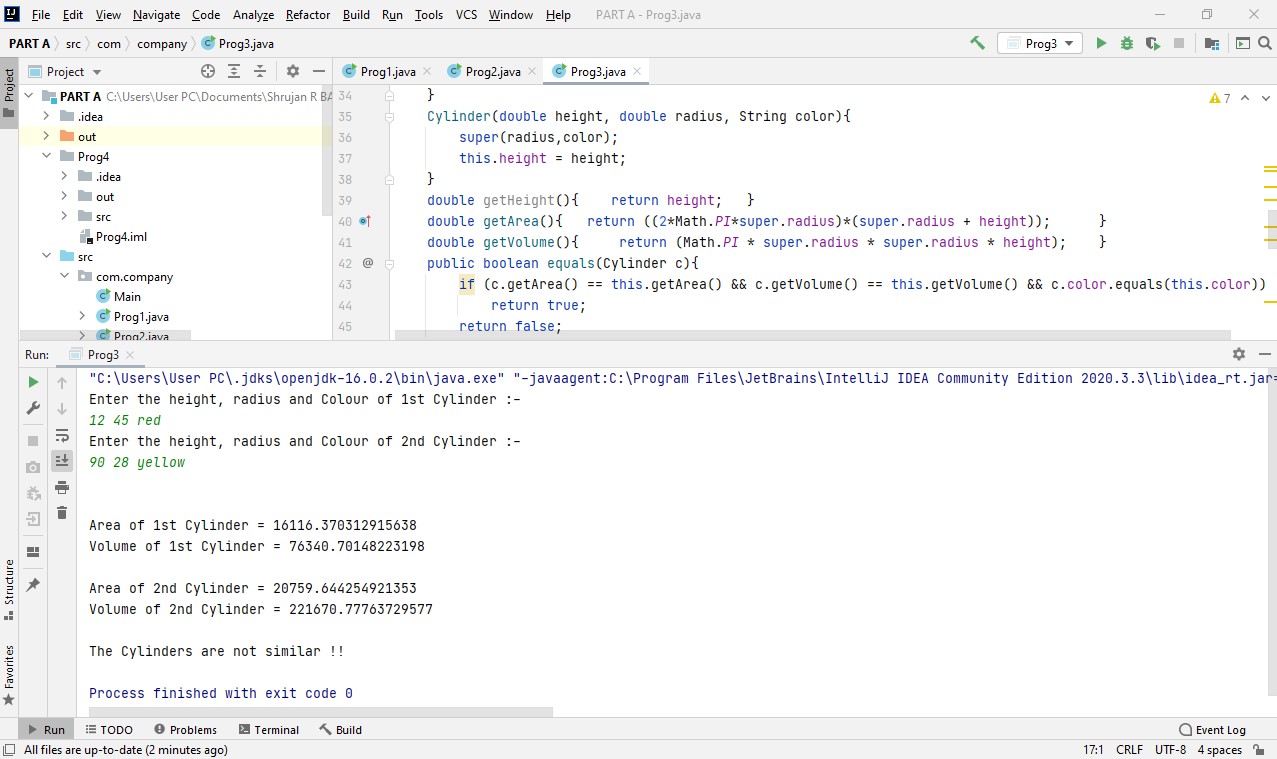 File Edit View Navigate Code Analyze Refactor Build Run Tools VCS Window Help PART A - Prog3.java
PART A src com company Prog3.java Prog3
Project
Project
Prog1.java Prog2.java Prog3.java
PART A C:\Users\User PC\Documents\Shrujan R BA
.idea
out
Prog4
.idea
out
src
Prog4.iml
src
com.company
Main
Prog1.java
Prog2.java
7
34 }
35 Cylinder(double height, double radius, String color){
36 super(radius,color);
37 this.height = height;
38 }
39 double getHeight(){ return height; }
40 double getArea(){ return ((2*Math.PI*super.radius)*(super.radius + height)); }
41 double getVolume(){ return (Math.PI * super.radius * super.radius * height); }
42 @ public boolean equals(Cylinder c){
43 if (c.getArea() == this.getArea() && c.getVolume() == this.getVolume() && c.color.equals(this.color))
44 return true;
45 return false;
Run: Prog3
"C:\Users\User PC\.jdks\openjdk-16.0.2\bin\java.exe" "-javaagent:C:\Program Files\JetBrains\IntelliJ IDEA Community Edition 2020.3.3\lib\idea_rt.jar=
Enter the height, radius and Colour of 1st Cylinder :-
12 45 red
Enter the height, radius and Colour of 2nd Cylinder :-
90 28 yellow
Area of 1st Cylinder = 16116.370312915638
Volume of 1st Cylinder = 76340.70148223198
Area of 2nd Cylinder = 20759.644254921353
Volume of 2nd Cylinder = 221670.77763729577
The Cylinders are not similar !!
Process finished with exit code 0
Structure
Favorites
Run TODO Problems Terminal Build Event Log
All files are up-to-date (2 minutes ago) 17:1 CRLF UTF-8 4 spaces